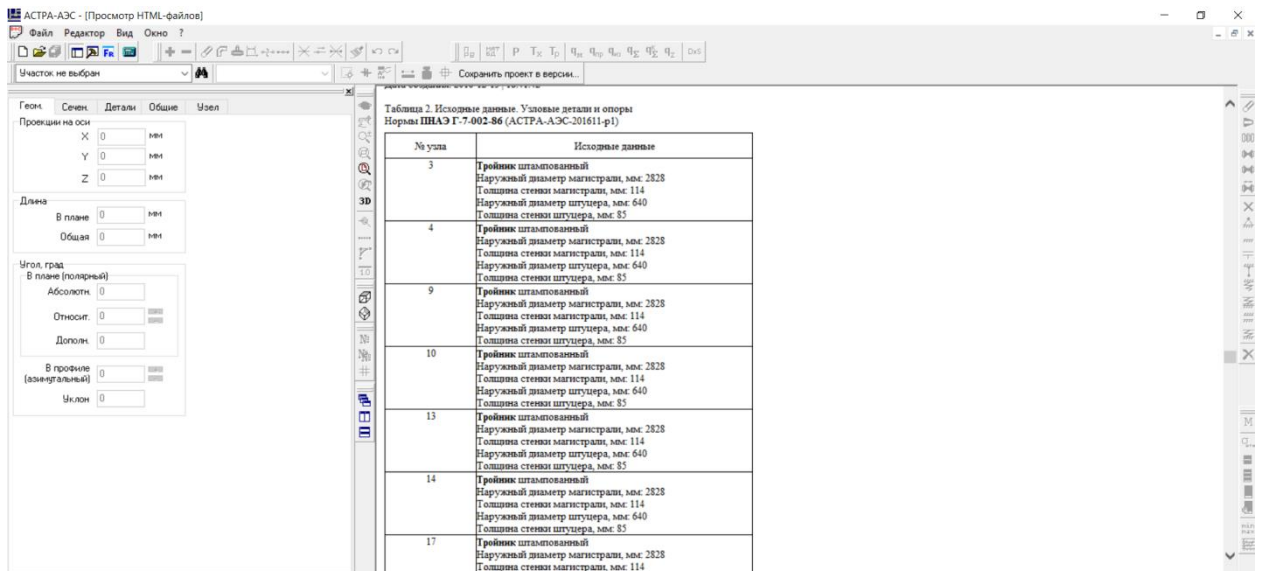 АСТРА-АЭС - [Просмотр HTML-файлов]
Файл Редактор Вид Окно ?
FR
P Tx Tp
DxS
Участок не выбран
Сохранить проект в версии...
Геом. Сечен. Детали Общие Узел
Проекции на оси
X 0 мм
Y 0 мм
Z 0 мм
Длина
В плане 0 мм
Общая 0 мм
Угол, град
В плане (полярный)
Абсолютн. 0
Относит. 0
Дополн. 0
В профиле
(азимутальный) 0
Уклон 0
3D
Таблица 2. Исходные данные. Узловые детали и опоры
Нормы ПНАЭ Г-7-002-86 (АСТРА-АЭС-201611-р1)
№ узла Исходные данные
3 Тройник штампованный
Наружный диаметр магистрали, мм: 2828
Толщина стенки магистрали, мм: 114
Наружный диаметр штуцера, мм: 640
Толщина стенки штуцера, мм: 85
4 Тройник штампованный
Наружный диаметр магистрали, мм: 2828
Толщина стенки магистрали, мм: 114
Наружный диаметр штуцера, мм: 640
Толщина стенки штуцера, мм: 85
9 Тройник штампованный
Наружный диаметр магистрали, мм: 2828
Толщина стенки магистрали, мм: 114
Наружный диаметр штуцера, мм: 640
Толщина стенки штуцера, мм: 85
10 Тройник штампованный
Наружный диаметр магистрали, мм: 2828
Толщина стенки магистрали, мм: 114
Наружный диаметр штуцера, мм: 640
Толщина стенки штуцера, мм: 85
13 Тройник штампованный
Наружный диаметр магистрали, мм: 2828
Толщина стенки магистрали, мм: 114
Наружный диаметр штуцера, мм: 640
Толщина стенки штуцера, мм: 85
14 Тройник штампованный
Наружный диаметр магистрали, мм: 2828
Толщина стенки магистрали, мм: 114
Наружный диаметр штуцера, мм: 640
Толщина стенки штуцера, мм: 85
17 Тройник штампованный
Наружный диаметр магистрали, мм: 2828
Толщина стенки магистрали, мм: 114